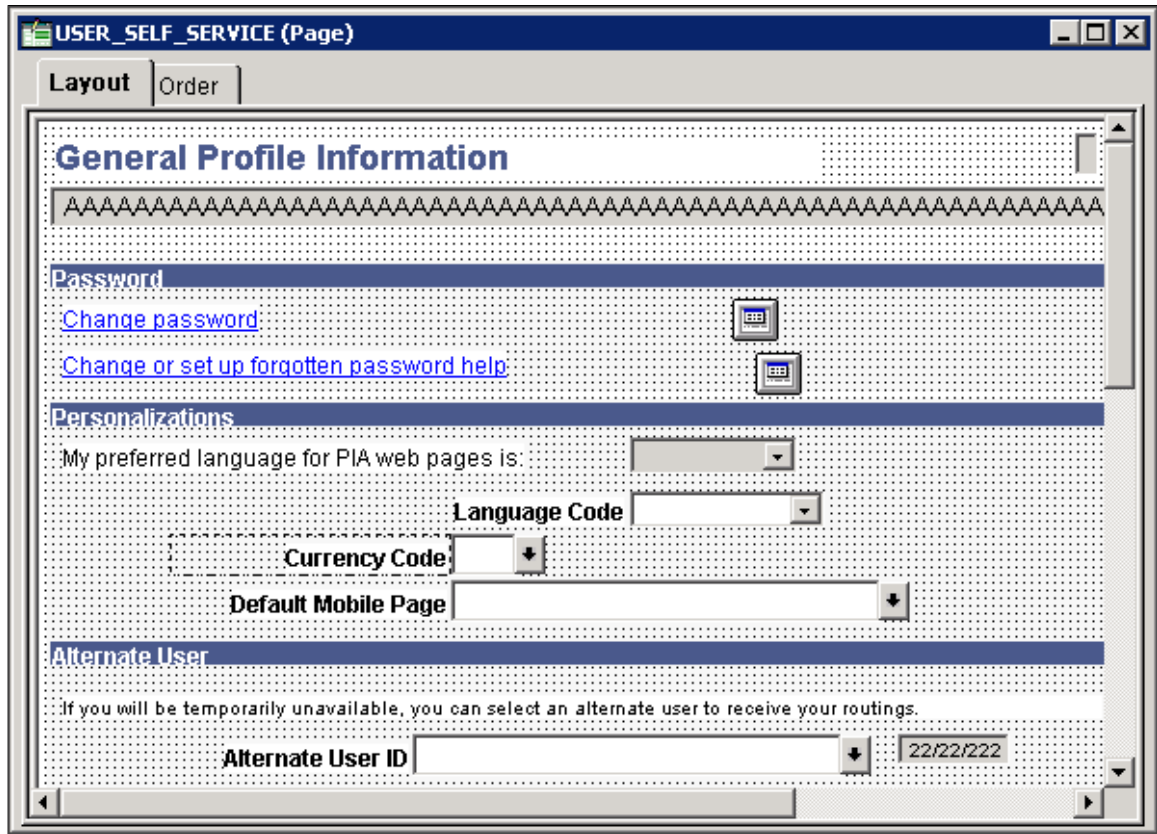 USER_SELF_SERVICE (Page)
Layout
Order
General Profile Information
AAAAAAAAAAAAAAAAAAAAAAAAAAAAAAAAAAAAAAAAAAAAAAAAAAAAAAAAAA
Password
Change password
Change or set up forgotten password help
Personalizations
My preferred language for PIA web pages is:
Language Code
Currency Code
Default Mobile Page
Alternate User
If you will be temporarily unavailable, you can select an alternate user to receive your routings.
Alternate User ID
22/22/222